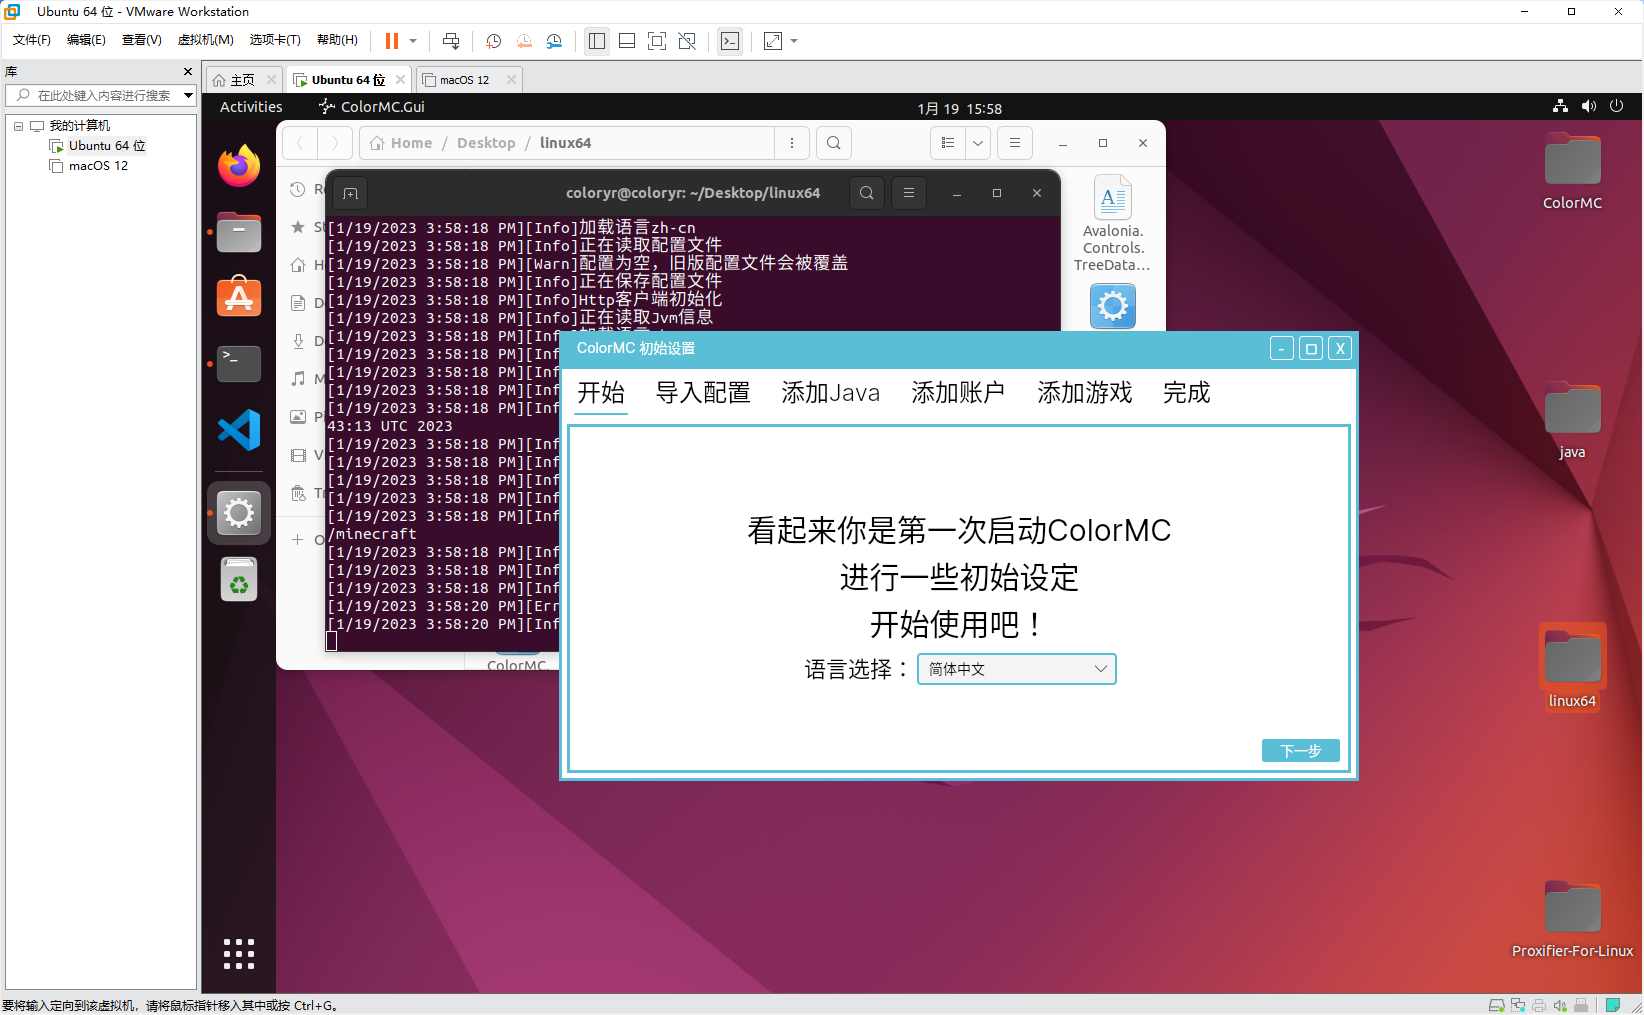 Ubuntu 64 位 - VMware Workstation
文件(F) 编辑(E) 查看(V) 虚拟机(M) 选项卡(T) 帮助(H)
库
在此处键入内容进行搜索
我的计算机
Ubuntu 64 位
macOS 12
主页 Ubuntu 64 位 macOS 12
Activities ColorMC.Gui 1月 19 15:58
Home / Desktop / linux64
coloryr@coloryr: ~/Desktop/linux64
[1/19/2023 3:58:18 PM][Info]加载语言zh-cn
[1/19/2023 3:58:18 PM][Info]正在读取配置文件
[1/19/2023 3:58:18 PM][Warn]配置为空，旧版配置文件会被覆盖
[1/19/2023 3:58:18 PM][Info]正在保存配置文件
[1/19/2023 3:58:18 PM][Info]Http客户端初始化
[1/19/2023 3:58:18 PM][Info]正在读取Jvm信息
[1/19/2023 3:58:18 PM][Inf
[1/19/2023 3:58:18 PM][Inf
[1/19/2023 3:58:18 PM][Inf
[1/19/2023 3:58:18 PM][Inf
[1/19/2023 3:58:18 PM][Inf
43:13 UTC 2023
[1/19/2023 3:58:18 PM][Inf
[1/19/2023 3:58:18 PM][Inf
[1/19/2023 3:58:18 PM][Inf
[1/19/2023 3:58:18 PM][Inf
[1/19/2023 3:58:18 PM][Inf
/minecraft
[1/19/2023 3:58:18 PM][Inf
[1/19/2023 3:58:18 PM][Inf
[1/19/2023 3:58:18 PM][Inf
[1/19/2023 3:58:20 PM][Err
[1/19/2023 3:58:20 PM][Inf
ColorMC.
Avalonia.
Controls.
TreeData...
ColorMC 初始设置
- X
开始 导入配置 添加Java 添加账户 添加游戏 完成
看起来你是第一次启动ColorMC
进行一些初始设定
开始使用吧！
语言选择： 简体中文
下一步
ColorMC
java
linux64
Proxifier-For-Linux
要将输入定向到该虚拟机，请将鼠标指针移入其中或按 Ctrl+G。